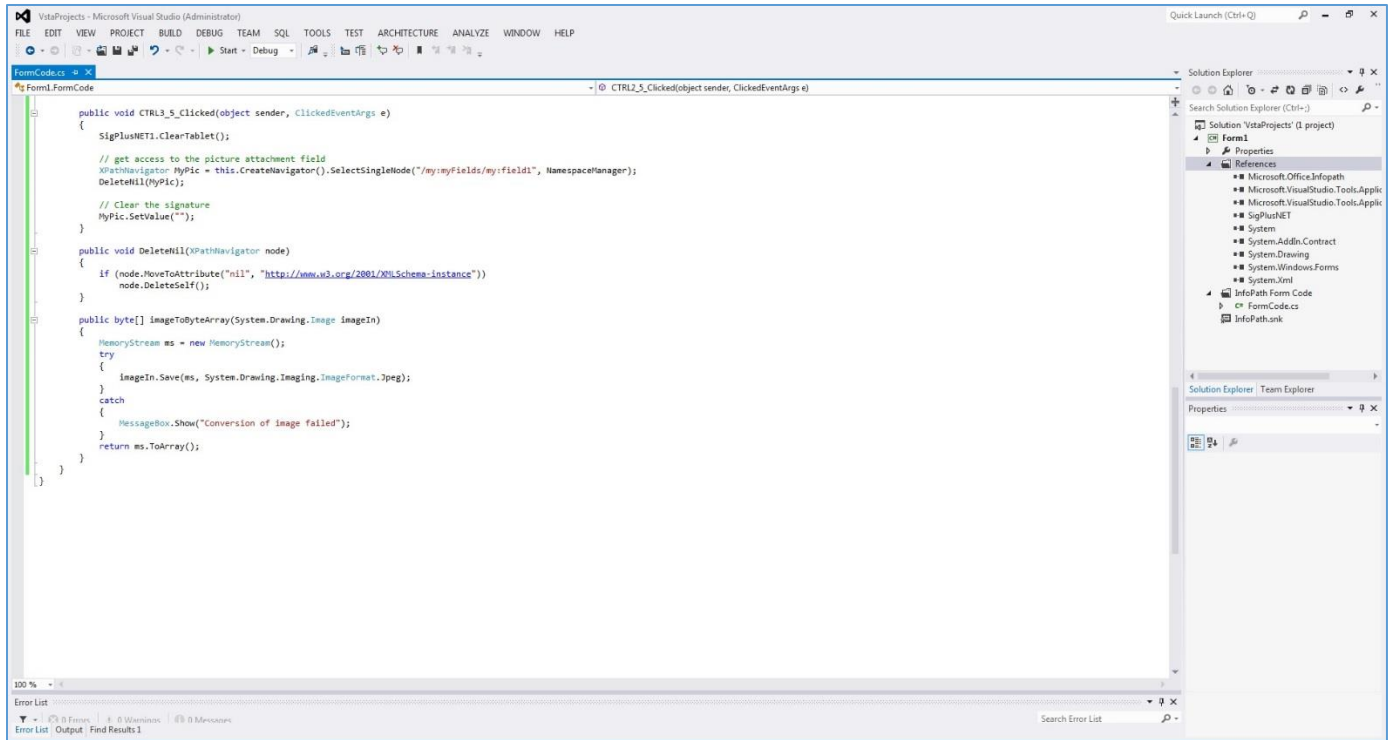 VstaProjects - Microsoft Visual Studio (Administrator)
Quick Launch (Ctrl+Q)
FILE EDIT VIEW PROJECT BUILD DEBUG TEAM SQL TOOLS TEST ARCHITECTURE ANALYZE WINDOW HELP
Start Debug
FormCode.cs
Form1.FormCode
CTRL2_5_Clicked(object sender, ClickedEventArgs e)
public void CTRL3_5_Clicked(object sender, ClickedEventArgs e)
{
SigPlusNET1.ClearTablet();
// get access to the picture attachment field
XPathNavigator MyPic = this.CreateNavigator().SelectSingleNode("/my:myFields/my:field1", NamespaceManager);
DeleteNil(MyPic);
// Clear the signature
MyPic.SetValue("");
}
public void DeleteNil(XPathNavigator node)
{
if (node.MoveToAttribute("nil", "http://www.w3.org/2001/XMLSchema-instance"))
node.DeleteSelf();
}
public byte[] imageToByteArray(System.Drawing.Image imageIn)
{
MemoryStream ms = new MemoryStream();
try
{
imageIn.Save(ms, System.Drawing.Imaging.ImageFormat.Jpeg);
}
catch
{
MessageBox.Show("Conversion of image failed");
}
return ms.ToArray();
}
}
}
100 %
Error List
0 Errors 0 Warnings 0 Messages
Search Error List
Error List Output Find Results 1
Solution Explorer
Search Solution Explorer (Ctrl+;)
Solution 'VstaProjects' (1 project)
Form1
Properties
References
Microsoft.Office.Infopath
Microsoft.VisualStudio.Tools.Applic
Microsoft.VisualStudio.Tools.Applic
SigPlusNET
System
System.AddIn.Contract
System.Drawing
System.Windows.Forms
System.Xml
InfoPath Form Code
C# FormCode.cs
InfoPath.snk
Solution Explorer Team Explorer
Properties